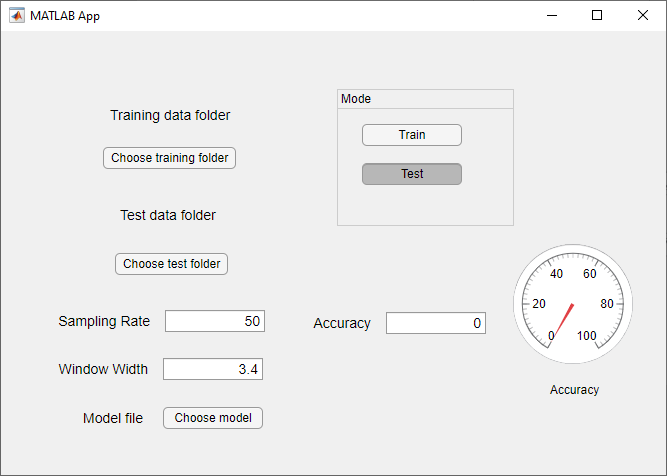 MATLAB App
Training data folder
Choose training folder
Test data folder
Choose test folder
Sampling Rate 50
Window Width 3.4
Model file Choose model
Mode
Train
Test
Accuracy 0
0 20 40 60 80 100
Accuracy